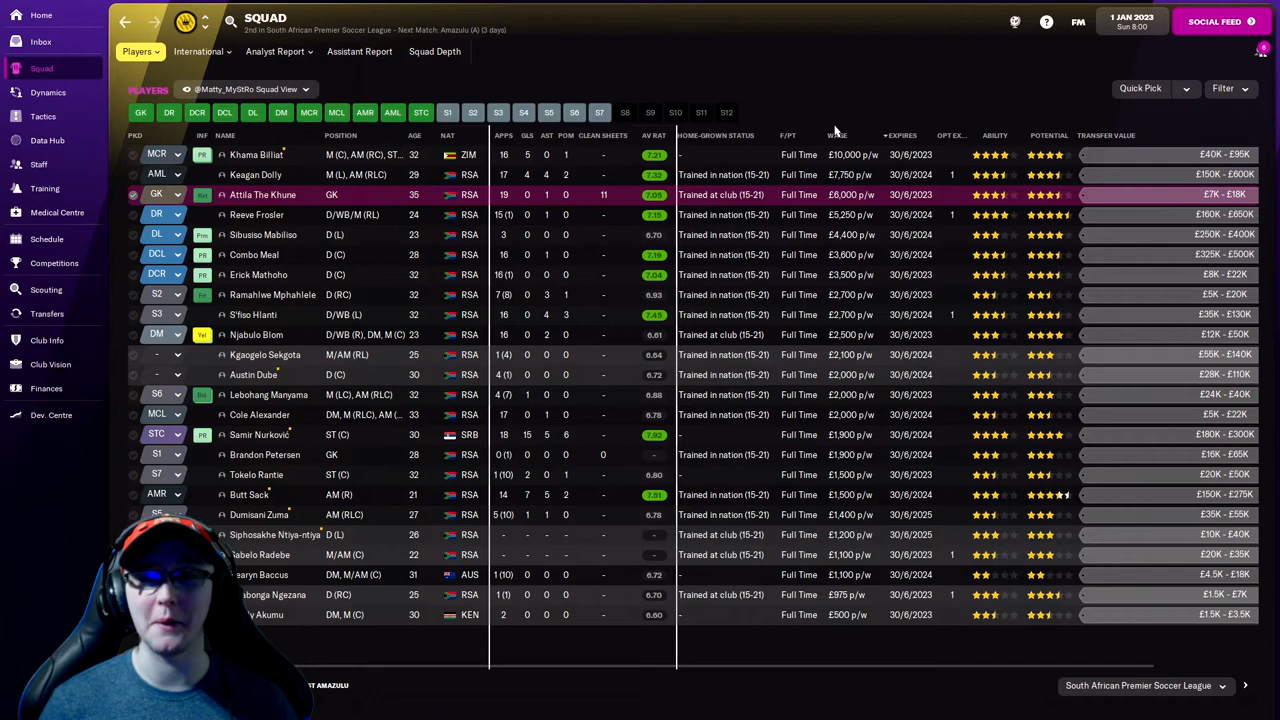 Home
SQUAD
2nd in South African Premier Soccer League - Next Match: Amazulu (A) (3 days)
FM
1 JAN 2023
Sun 8:00
SOCIAL FEED
6
Inbox
Squad
Dynamics
Tactics
Data Hub
Staff
Training
Medical Centre
Schedule
Competitions
Scouting
Transfers
Club Info
Club Vision
Finances
Dev. Centre
Players International Analyst Report Assistant Report Squad Depth
PLAYERS @Matty_MyStRo Squad View Quick Pick Filter
GK DR DCR DCL DL DM MCR MCL AMR AML STC S1 S2 S3 S4 S5 S6 S7 S8 S9 S10 S11 S12
PKD INF NAME POSITION AGE NAT APPS GLS AST POM CLEAN SHEETS AV RAT HOME-GROWN STATUS F/PT WAGE EXPIRES OPT EX... ABILITY POTENTIAL TRANSFER VALUE
MCR PR Khama Billiat M (C), AM (RC), ST... 32 ZIM 16 5 0 1 - 7.21 - Full Time £10,000 p/w 30/6/2023 £40K - £95K
AML Keagan Dolly M (L), AM (RLC) 29 RSA 17 4 4 2 - 7.32 Trained in nation (15-21) Full Time £7,750 p/w 30/6/2023 1 £150K - £600K
GK Attila The Khune GK 35 RSA 19 0 1 0 11 7.05 Trained at club (15-21) Full Time £6,000 p/w 30/6/2023 £7K - £18K
DR Reeve Frosler D/WB/M (RL) 24 RSA 15 (1) 0 2 0 - 7.15 Trained in nation (15-21) Full Time £5,250 p/w 30/6/2023 1 £160K - £650K
DL Prm Sibusiso Mabiliso D (L) 23 RSA 3 0 0 0 - 6.70 Trained in nation (15-21) Full Time £4,400 p/w 30/6/2024 £250K - £400K
DCL PR Combo Meal D (C) 28 RSA 16 0 0 0 - 7.19 Trained in nation (15-21) Full Time £3,600 p/w 30/6/2024 £325K - £500K
DCR PR Erick Mathoho D (C) 32 RSA 16 (1) 0 0 0 - 7.04 Trained in nation (15-21) Full Time £3,500 p/w 30/6/2023 £8K - £22K
S2 Ramahlwe Mphahlele D (RC) 32 RSA 7 (8) 0 3 1 - 6.93 Trained in nation (15-21) Full Time £2,700 p/w 30/6/2023 £5K - £20K
S3 S'fiso Hlanti D/WB (L) 32 RSA 16 0 4 3 - 7.45 Trained in nation (15-21) Full Time £2,700 p/w 30/6/2024 1 £35K - £130K
DM Yel Njabulo Blom D/WB (R), DM, M (C) 23 RSA 16 0 2 0 - 6.61 Trained at club (15-21) Full Time £2,500 p/w 30/6/2023 £12K - £50K
- Kgaogelo Sekgota M/AM (RL) 25 RSA 1 (4) 0 0 0 - 6.64 Trained in nation (15-21) Full Time £2,100 p/w 30/6/2023 £55K - £140K
- Austin Dube D (C) 30 RSA 4 (1) 0 0 0 - 6.72 Trained in nation (15-21) Full Time £2,000 p/w 30/6/2024 £28K - £110K
S6 Lebohang Manyama M (LC), AM (RLC) 32 RSA 4 (7) 1 0 0 - 6.88 Trained in nation (15-21) Full Time £2,000 p/w 30/6/2023 £24K - £40K
MCL Cole Alexander DM, M (RLC), AM (... 33 RSA 17 0 1 0 - 6.78 Trained in nation (15-21) Full Time £2,000 p/w 30/6/2023 £5K - £22K
STC PR Samir Nurković ST (C) 30 SRB 18 15 5 6 - 7.92 - Full Time £1,900 p/w 30/6/2024 £180K - £300K
S1 Brandon Petersen GK 28 RSA 0 (1) 0 0 0 0 - Trained in nation (15-21) Full Time £1,900 p/w 30/6/2024 £16K - £65K
S7 Tokelo Rantie ST (C) 32 RSA 1 (10) 2 0 1 - 6.80 Trained in nation (15-21) Full Time £1,500 p/w 30/6/2023 £20K - £50K
AMR Butt Sack AM (R) 21 RSA 14 7 5 2 - 7.51 Trained in nation (15-21) Full Time £1,500 p/w 30/6/2024 £150K - £275K
S5 Dumisani Zuma AM (RLC) 27 RSA 5 (10) 1 1 0 - 6.78 Trained in nation (15-21) Full Time £1,400 p/w 30/6/2025 £35K - £55K
Siphosakhe Ntiya-ntiya D (L) 26 RSA - - - - - - Trained at club (15-21) Full Time £1,200 p/w 30/6/2025 £10K - £40K
Sabelo Radebe M/AM (C) 22 RSA - - - - - - Trained at club (15-21) Full Time £1,100 p/w 30/6/2023 1 £20K - £35K
earyn Baccus DM, M/AM (C) 31 AUS 1 (10) 0 0 0 - 6.72 - Full Time £1,100 p/w 30/6/2023 £4.5K - £18K
abonga Ngezana D (RC) 25 RSA 1 (1) 0 0 0 - 6.70 Trained at club (15-21) Full Time £975 p/w 30/6/2023 1 £1.5K - £7K
y Akumu DM, M (C) 30 KEN 2 0 0 0 - 6.60 - Full Time £500 p/w 30/6/2023 £1.5K - £3.5K
ST AMAZULU South African Premier Soccer League